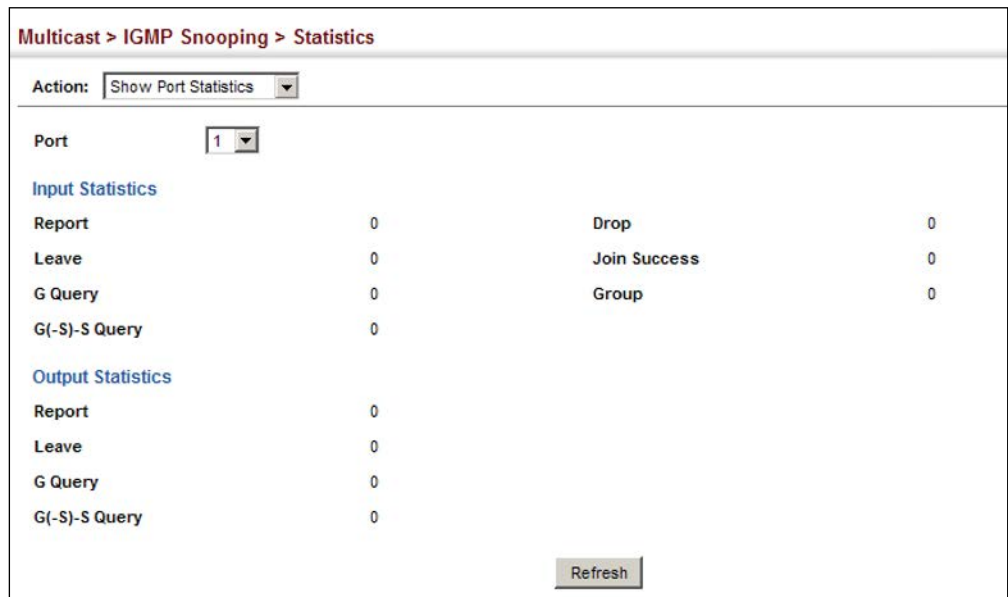 Multicast > IGMP Snooping > Statistics
Action: Show Port Statistics
Port 1
Input Statistics
Report 0 Drop 0
Leave 0 Join Success 0
G Query 0 Group 0
G(-S)-S Query 0
Output Statistics
Report 0
Leave 0
G Query 0
G(-S)-S Query 0
Refresh